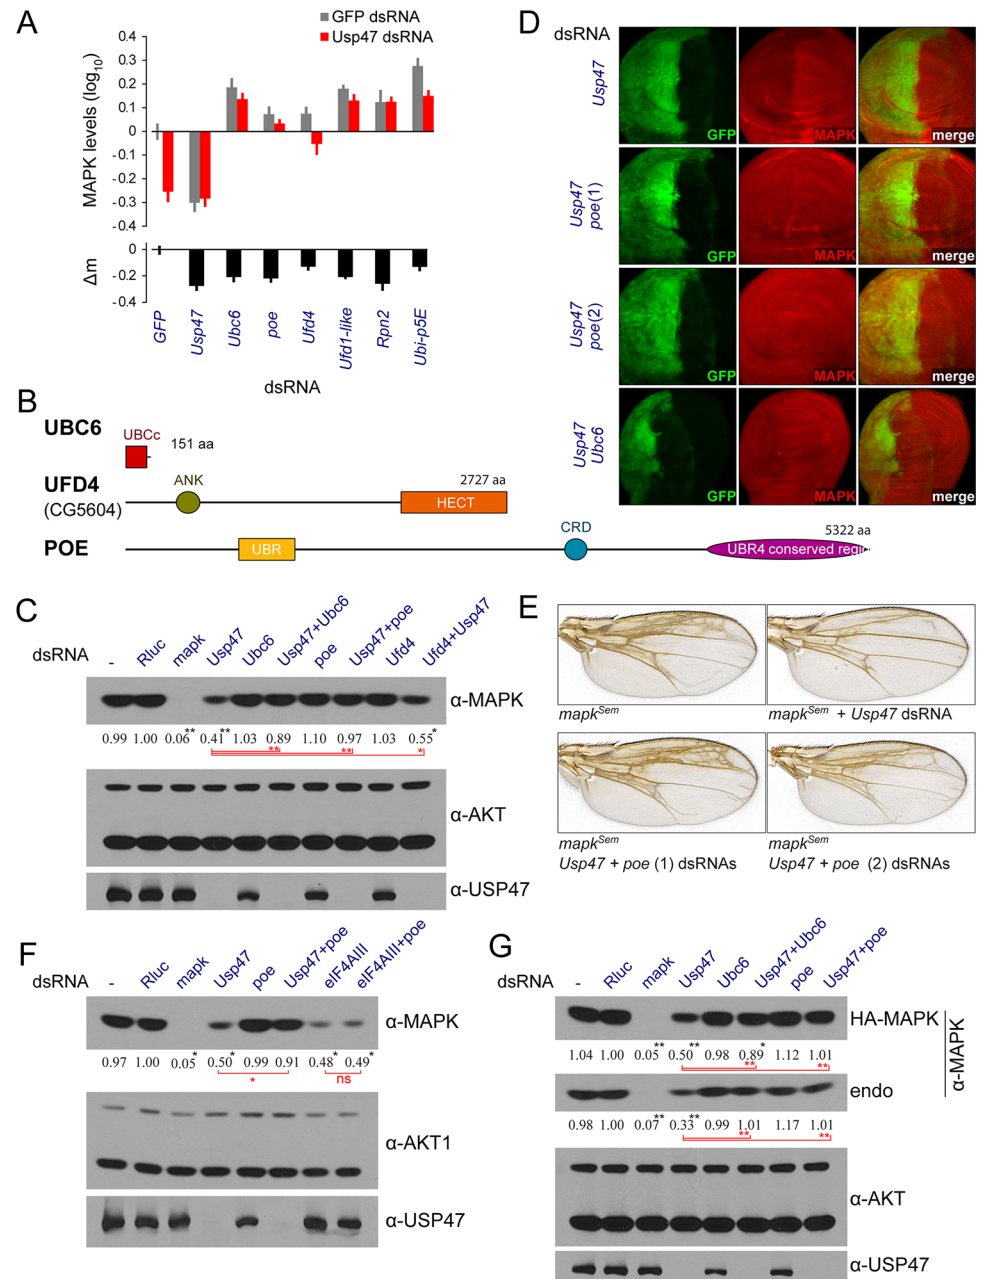 A
GFP dsRNA
Usp47 dsRNA
MAPK levels (log10)
0.4
0.3
0.2
0.1
0
-0.1
-0.2
-0.3
-0.4
Δm
0
-0.2
-0.4
GFP
Usp47
Ubc6
poe
Ufd4
Ufd1-like
Rpn2
Ubi-p5E
dsRNA
B
UBC6
UBCc
151 aa
UFD4
(CG5604)
ANK
2727 aa
HECT
POE
UBR
CRD
5322 aa
UBR4 conserved regi
C
dsRNA
- Rluc mapk Usp47 Ubc6 Usp47+Ubc6 poe Usp47+poe Ufd4 Ufd4+Usp47
α-MAPK
0.99 1.00 0.06** 0.41** 1.03 0.89 1.10 0.97 1.03 0.55*
** ** *
α-AKT
α-USP47
D
dsRNA
Usp47
GFP MAPK merge
Usp47
poe(1)
GFP MAPK merge
Usp47
poe(2)
GFP MAPK merge
Usp47
Ubc6
GFP MAPK merge
E
mapkSem
mapkSem + Usp47 dsRNA
mapkSem
Usp47 + poe (1) dsRNAs
mapkSem
Usp47 + poe (2) dsRNAs
F
dsRNA
- Rluc mapk Usp47 poe Usp47+poe eIF4AIII eIF4AIII+poe
α-MAPK
0.97 1.00 0.05* 0.50* 0.99 0.91 0.48* 0.49*
* ns
α-AKT1
α-USP47
G
dsRNA
- Rluc mapk Usp47 Ubc6 Usp47+Ubc6 poe Usp47+poe
HA-MAPK
1.04 1.00 0.05** 0.50** 0.98 0.89* 1.12 1.01
** **
endo
α-MAPK
0.98 1.00 0.07** 0.33** 0.99 1.01 1.17 1.01
** **
α-AKT
α-USP47